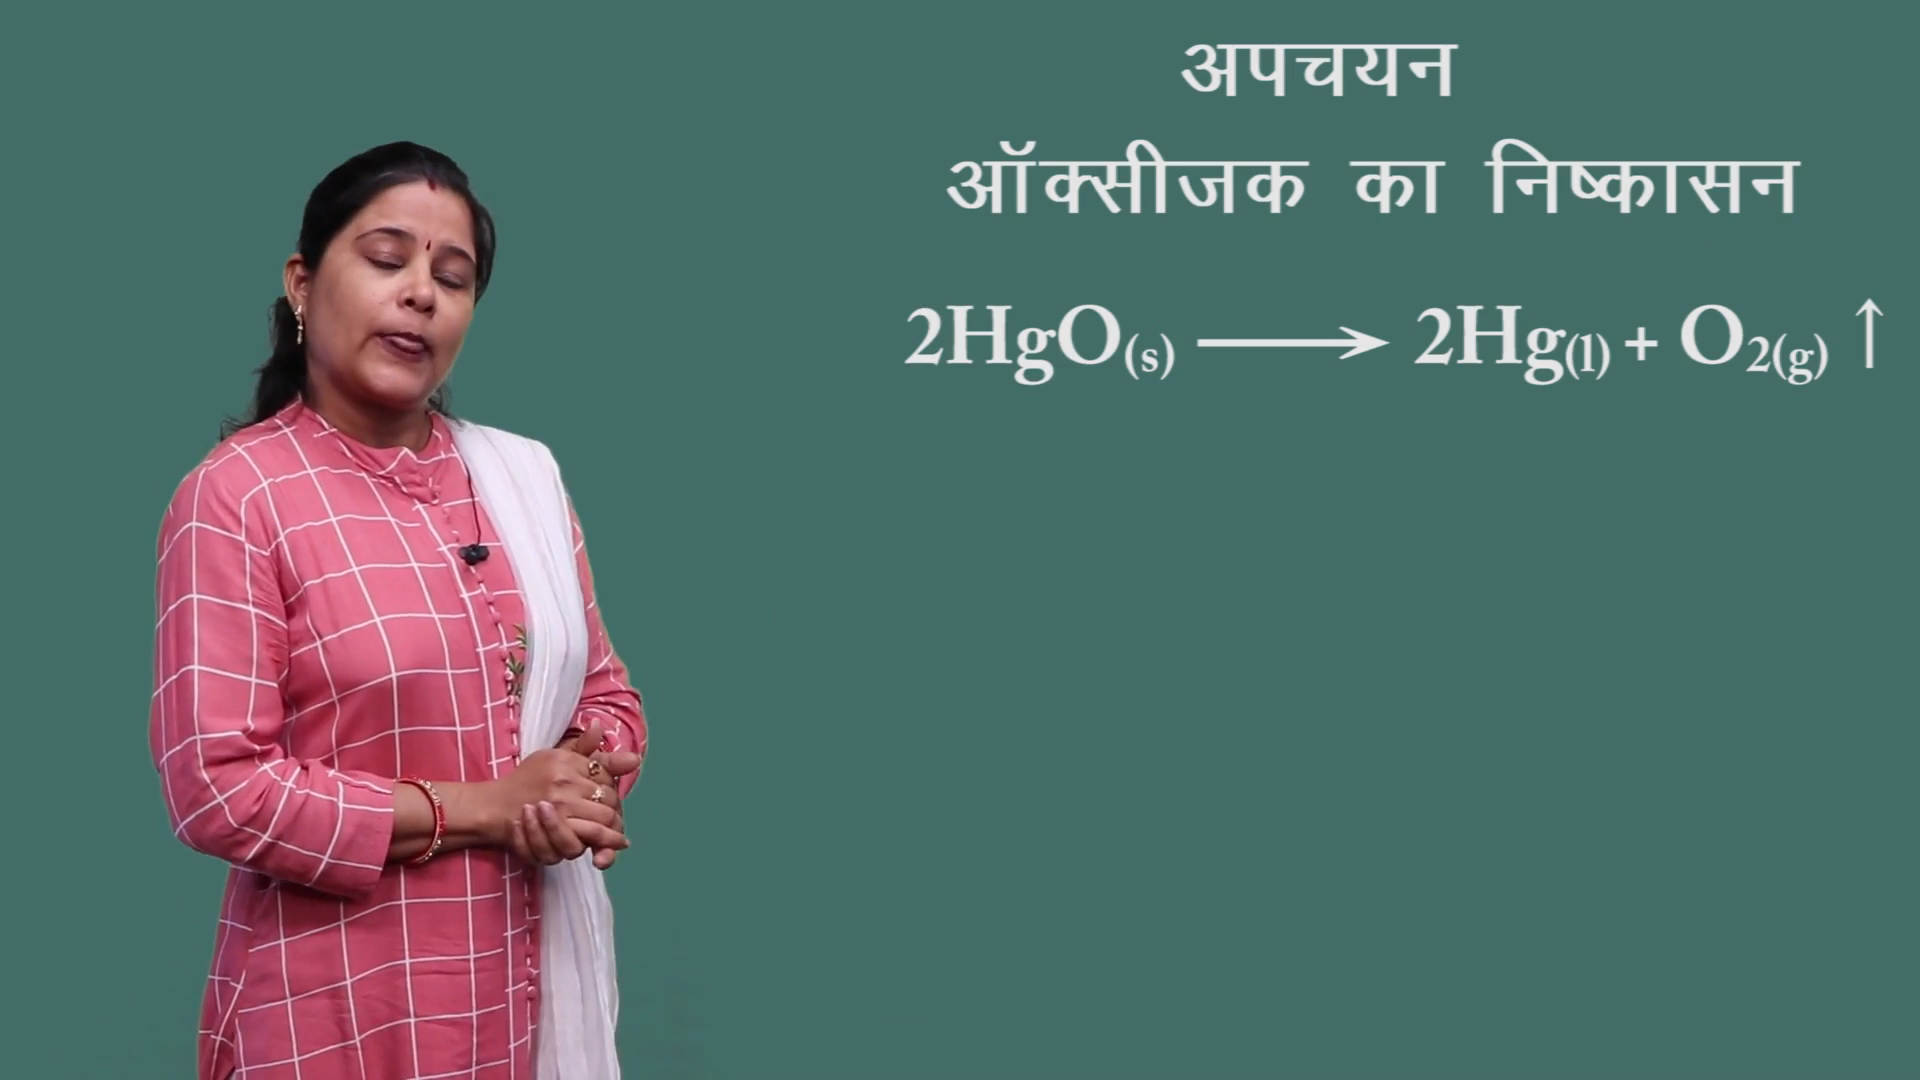 अपचयन
ऑक्सीजक का निष्कासन
2HgO(s) ⟶ 2Hg(l) + O2(g) ↑